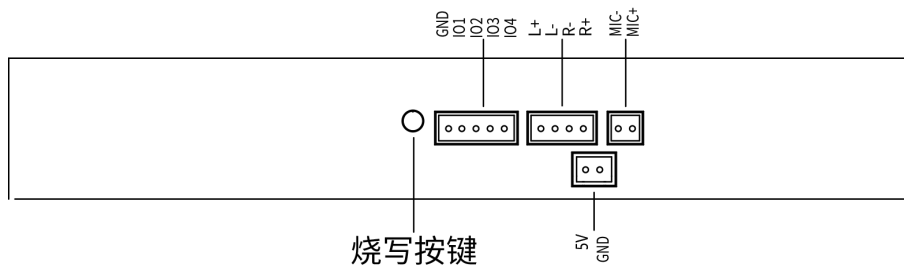 GND
IO1
IO2
IO3
IO4
L+
L-
R-
R+
MIC-
MIC+
烧写按键
5V
GND